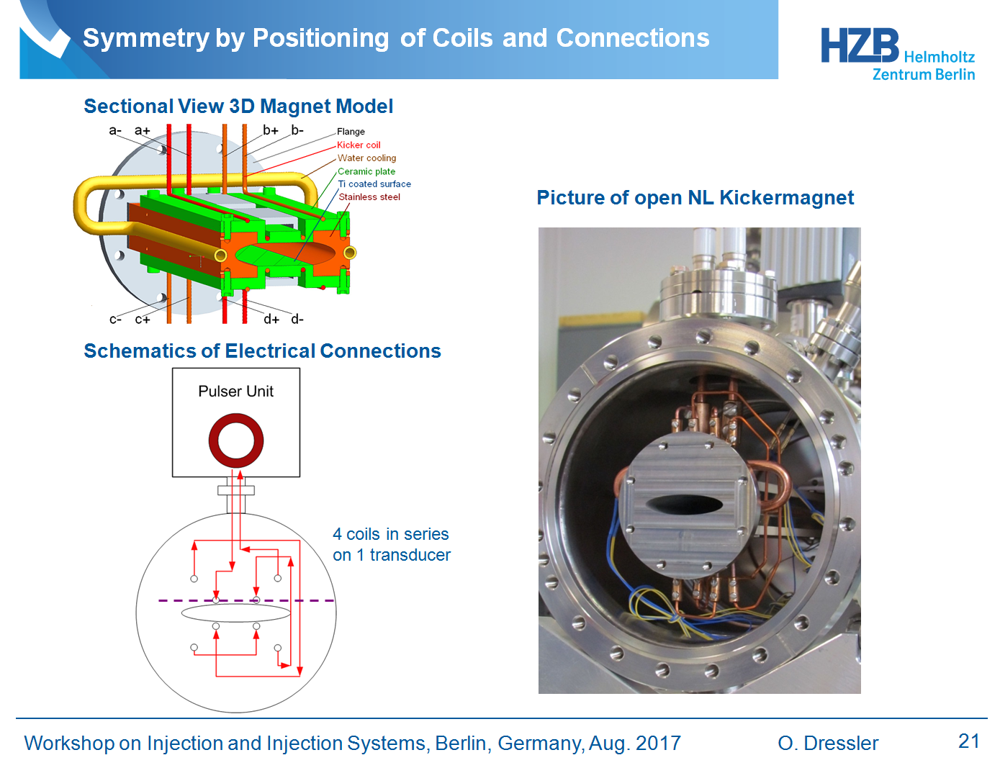 Symmetry by Positioning of Coils and Connections
HZB Helmholtz
Zentrum Berlin
Sectional View 3D Magnet Model
a- a+ b+ b-
Flange
Kicker coil
Water cooling
Ceramic plate
Ti coated surface
Stainless steel
c- c+ d+ d-
Picture of open NL Kickermagnet
Schematics of Electrical Connections
Pulser Unit
4 coils in series
on 1 transducer
Workshop on Injection and Injection Systems, Berlin, Germany, Aug. 2017 O. Dressler 21